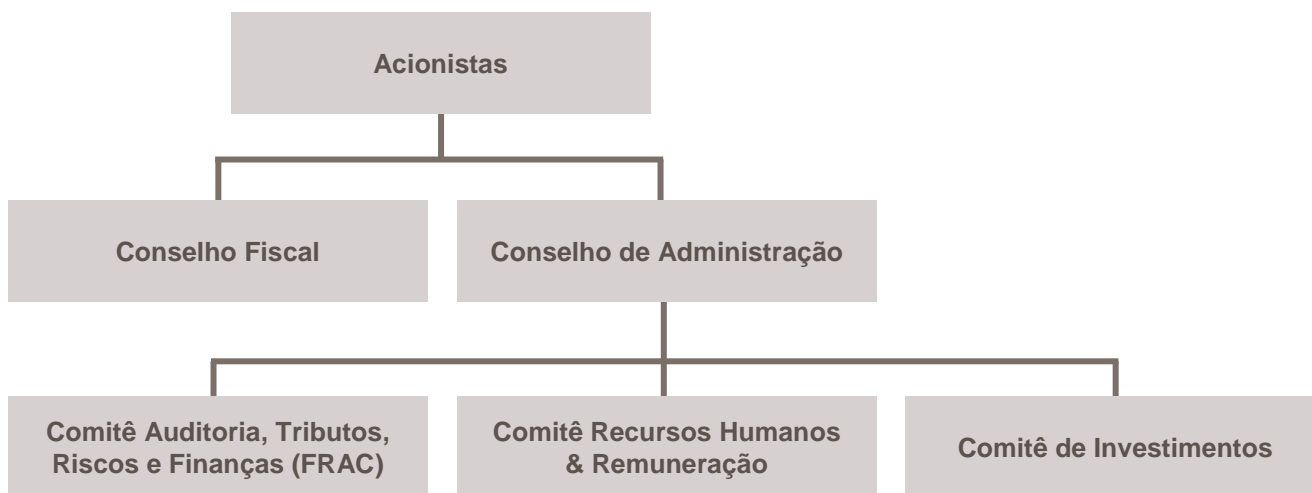 Acionistas
Conselho Fiscal
Conselho de Administração
Comitê Auditoria, Tributos,
Riscos e Finanças (FRAC)
Comitê Recursos Humanos
& Remuneração
Comitê de Investimentos